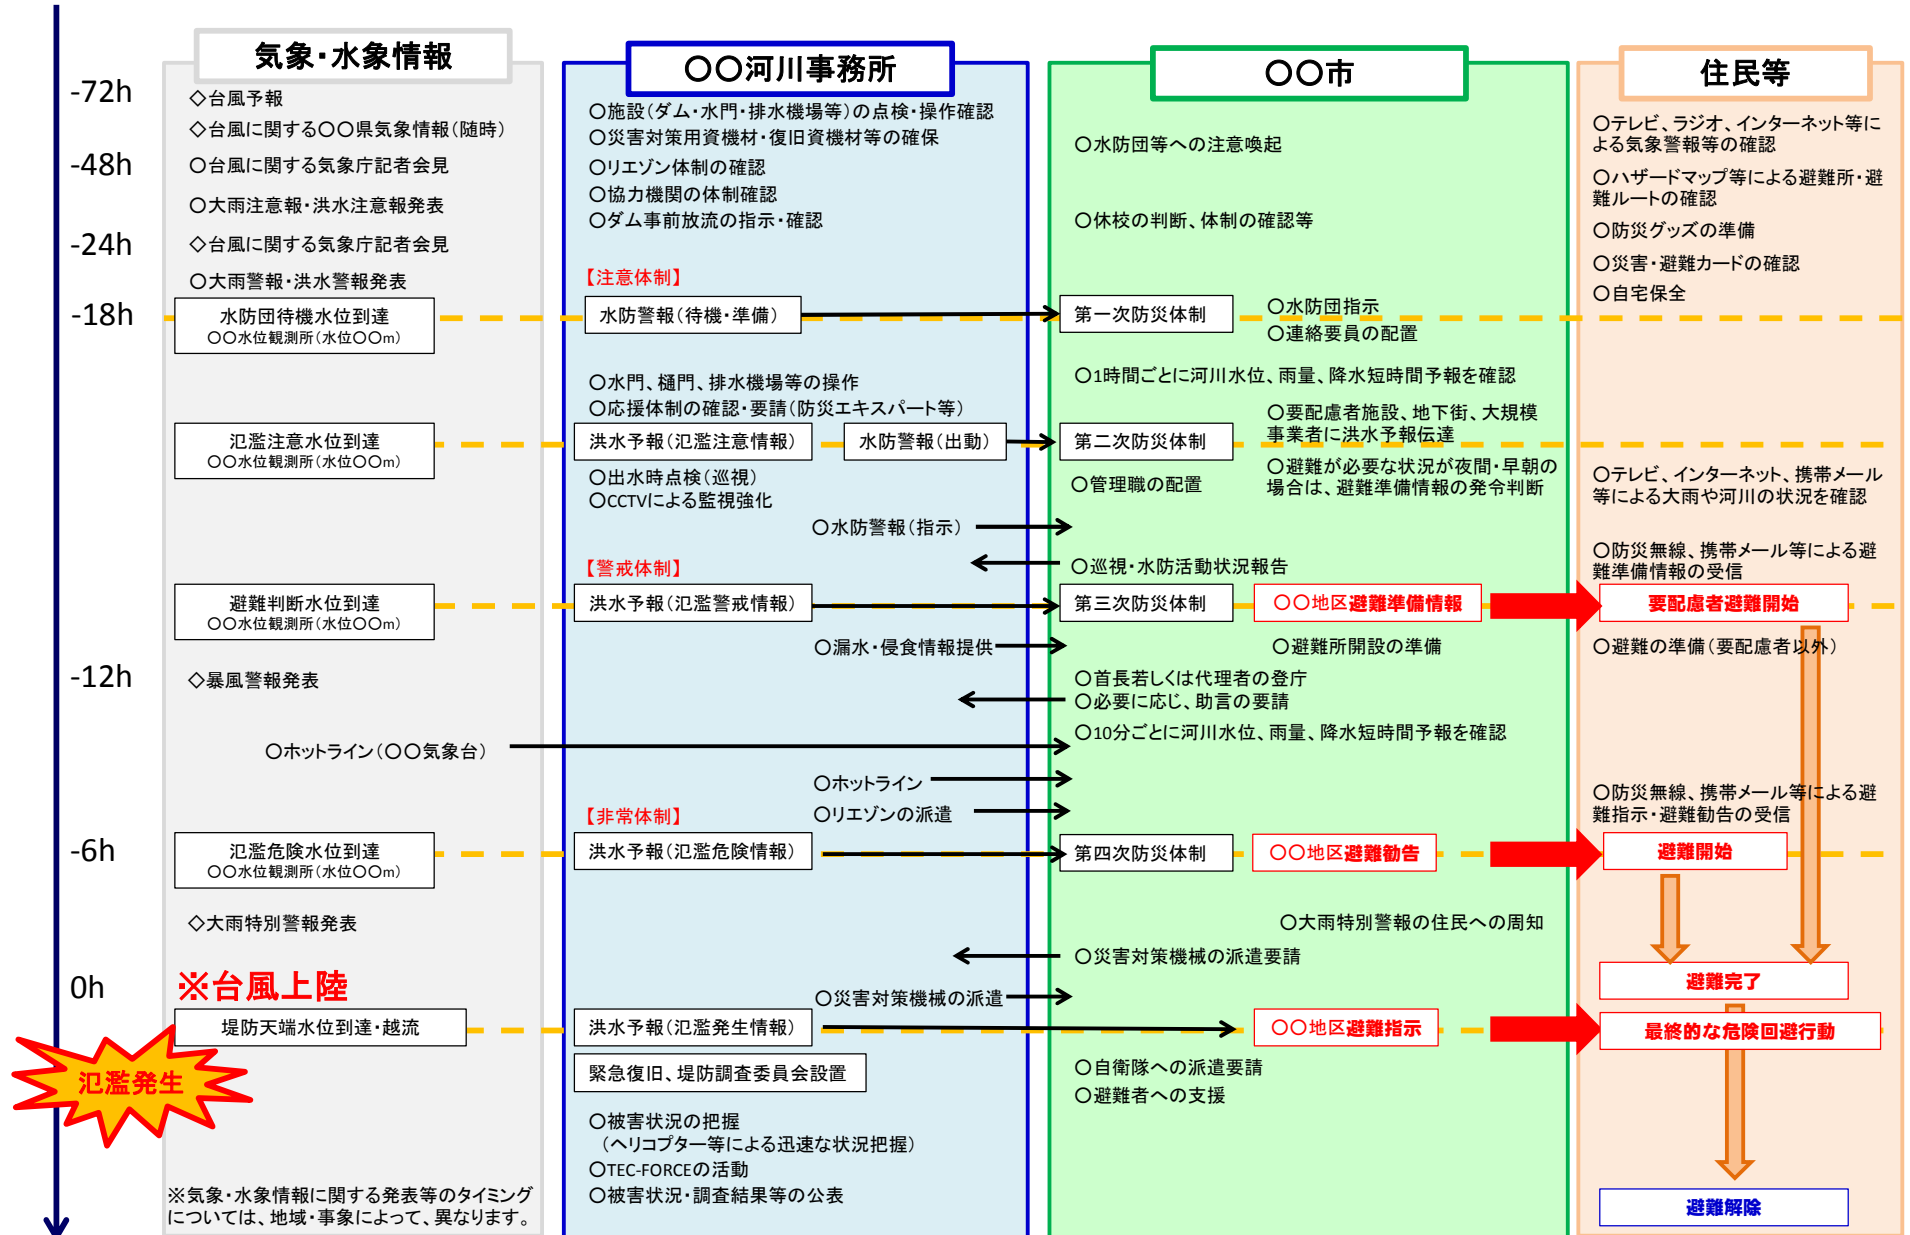 気象・水象情報
〇〇河川事務所
〇〇市
住民等
-72h
-48h
-24h
-18h
-12h
-6h
0h
◇台風予報
◇台風に関する〇〇県気象情報(随時)
〇台風に関する気象庁記者会見
〇大雨注意報・洪水注意報発表
◇台風に関する気象庁記者会見
〇大雨警報・洪水警報発表
水防団待機水位到達
〇〇水位観測所(水位〇〇m)
氾濫注意水位到達
〇〇水位観測所(水位〇〇m)
避難判断水位到達
〇〇水位観測所(水位〇〇m)
◇暴風警報発表
〇ホットライン(〇〇気象台)
氾濫危険水位到達
〇〇水位観測所(水位〇〇m)
◇大雨特別警報発表
※台風上陸
堤防天端水位到達・越流
氾濫発生
※気象・水象情報に関する発表等のタイミング
については、地域・事象によって、異なります。
〇施設(ダム・水門・排水機場等)の点検・操作確認
〇災害対策用資機材・復旧資機材等の確保
〇リエゾン体制の確認
〇協力機関の体制確認
〇ダム事前放流の指示・確認
【注意体制】
水防警報(待機・準備)
〇水門、樋門、排水機場等の操作
〇応援体制の確認・要請(防災エキスパート等)
洪水予報(氾濫注意情報)
水防警報(出動)
〇出水時点検(巡視)
〇CCTVによる監視強化
〇水防警報(指示)
【警戒体制】
洪水予報(氾濫警戒情報)
〇漏水・侵食情報提供
〇ホットライン
〇リエゾンの派遣
【非常体制】
洪水予報(氾濫危険情報)
〇災害対策機械の派遣
洪水予報(氾濫発生情報)
緊急復旧、堤防調査委員会設置
〇被害状況の把握
(ヘリコプター等による迅速な状況把握)
〇TEC-FORCEの活動
〇被害状況・調査結果等の公表
〇水防団等への注意喚起
〇休校の判断、体制の確認等
第一次防災体制
〇水防団指示
〇連絡要員の配置
〇1時間ごとに河川水位、雨量、降水短時間予報を確認
第二次防災体制
〇要配慮者施設、地下街、大規模
事業者に洪水予報伝達
〇管理職の配置
〇避難が必要な状況が夜間・早朝の
場合は、避難準備情報の発令判断
〇巡視・水防活動状況報告
第三次防災体制
〇〇地区避難準備情報
〇避難所開設の準備
〇首長若しくは代理者の登庁
〇必要に応じ、助言の要請
〇10分ごとに河川水位、雨量、降水短時間予報を確認
第四次防災体制
〇〇地区避難勧告
〇大雨特別警報の住民への周知
〇災害対策機械の派遣要請
〇〇地区避難指示
〇自衛隊への派遣要請
〇避難者への支援
〇テレビ、ラジオ、インターネット等に
よる気象警報等の確認
〇ハザードマップ等による避難所・避
難ルートの確認
〇防災グッズの準備
〇災害・避難カードの確認
〇自宅保全
〇テレビ、インターネット、携帯メール
等による大雨や河川の状況を確認
〇防災無線、携帯メール等による避
難準備情報の受信
要配慮者避難開始
〇避難の準備(要配慮者以外)
〇防災無線、携帯メール等による避
難指示・避難勧告の受信
避難開始
避難完了
最終的な危険回避行動
避難解除